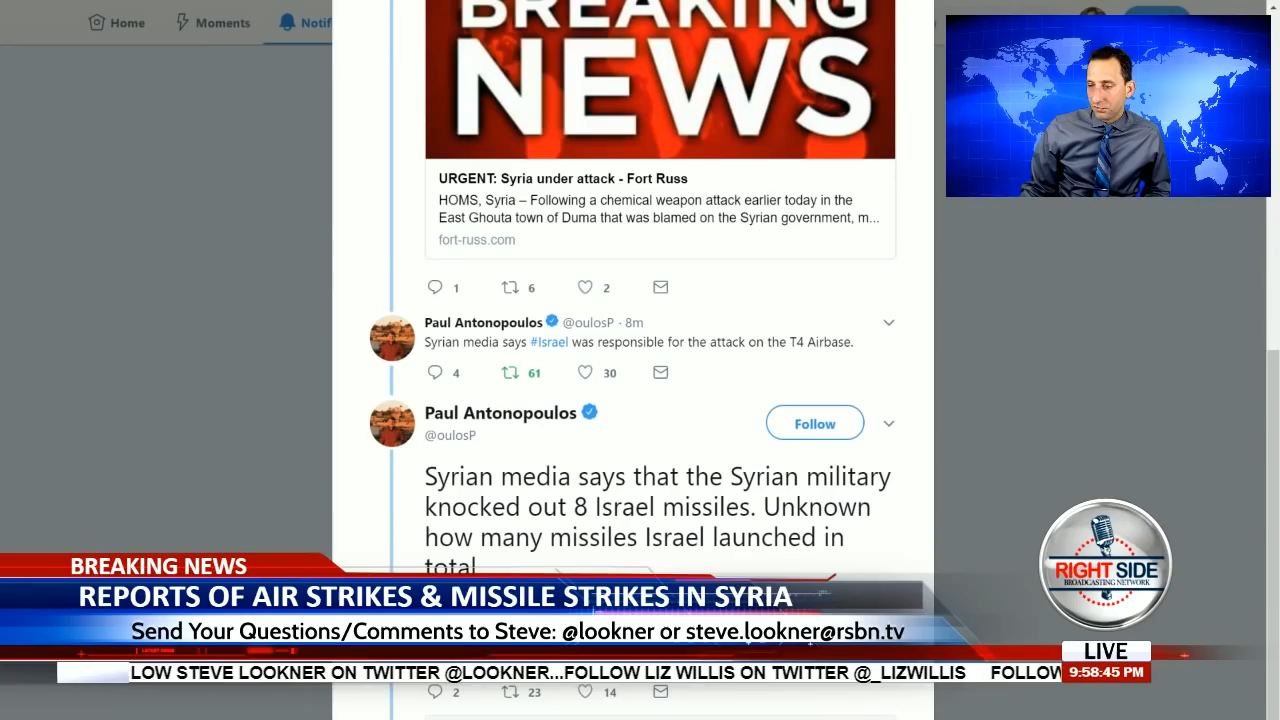 Home
Moments
Notif
BREAKING
NEWS
URGENT: Syria under attack - Fort Russ
HOMS, Syria – Following a chemical weapon attack earlier today in the
East Ghouta town of Duma that was blamed on the Syrian government, m...
fort-russ.com
1
6
2
Paul Antonopoulos @oulosP · 8m
Syrian media says #Israel was responsible for the attack on the T4 Airbase.
4
61
30
Paul Antonopoulos
@oulosP
Follow
Syrian media says that the Syrian military
knocked out 8 Israel missiles. Unknown
how many missiles Israel launched in
total
BREAKING NEWS
REPORTS OF AIR STRIKES & MISSILE STRIKES IN SYRIA
Send Your Questions/Comments to Steve: @lookner or steve.lookner@rsbn.tv
LATEST NEWS
RIGHT SIDE
BROADCASTING NETWORK
LIVE
9:58:45 PM
LOW STEVE LOOKNER ON TWITTER @LOOKNER...FOLLOW LIZ WILLIS ON TWITTER @_LIZWILLIS FOLLOW
2
23
14